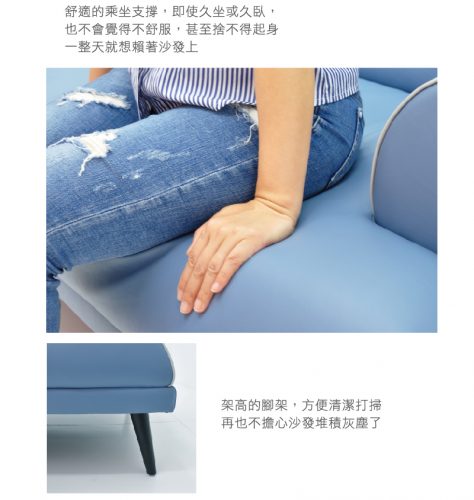 舒適的乘坐支撐，即使久坐或久臥，
也不會覺得不舒服，甚至捨不得起身
一整天就想賴著沙發上
架高的腳架，方便清潔打掃
再也不擔心沙發堆積灰塵了